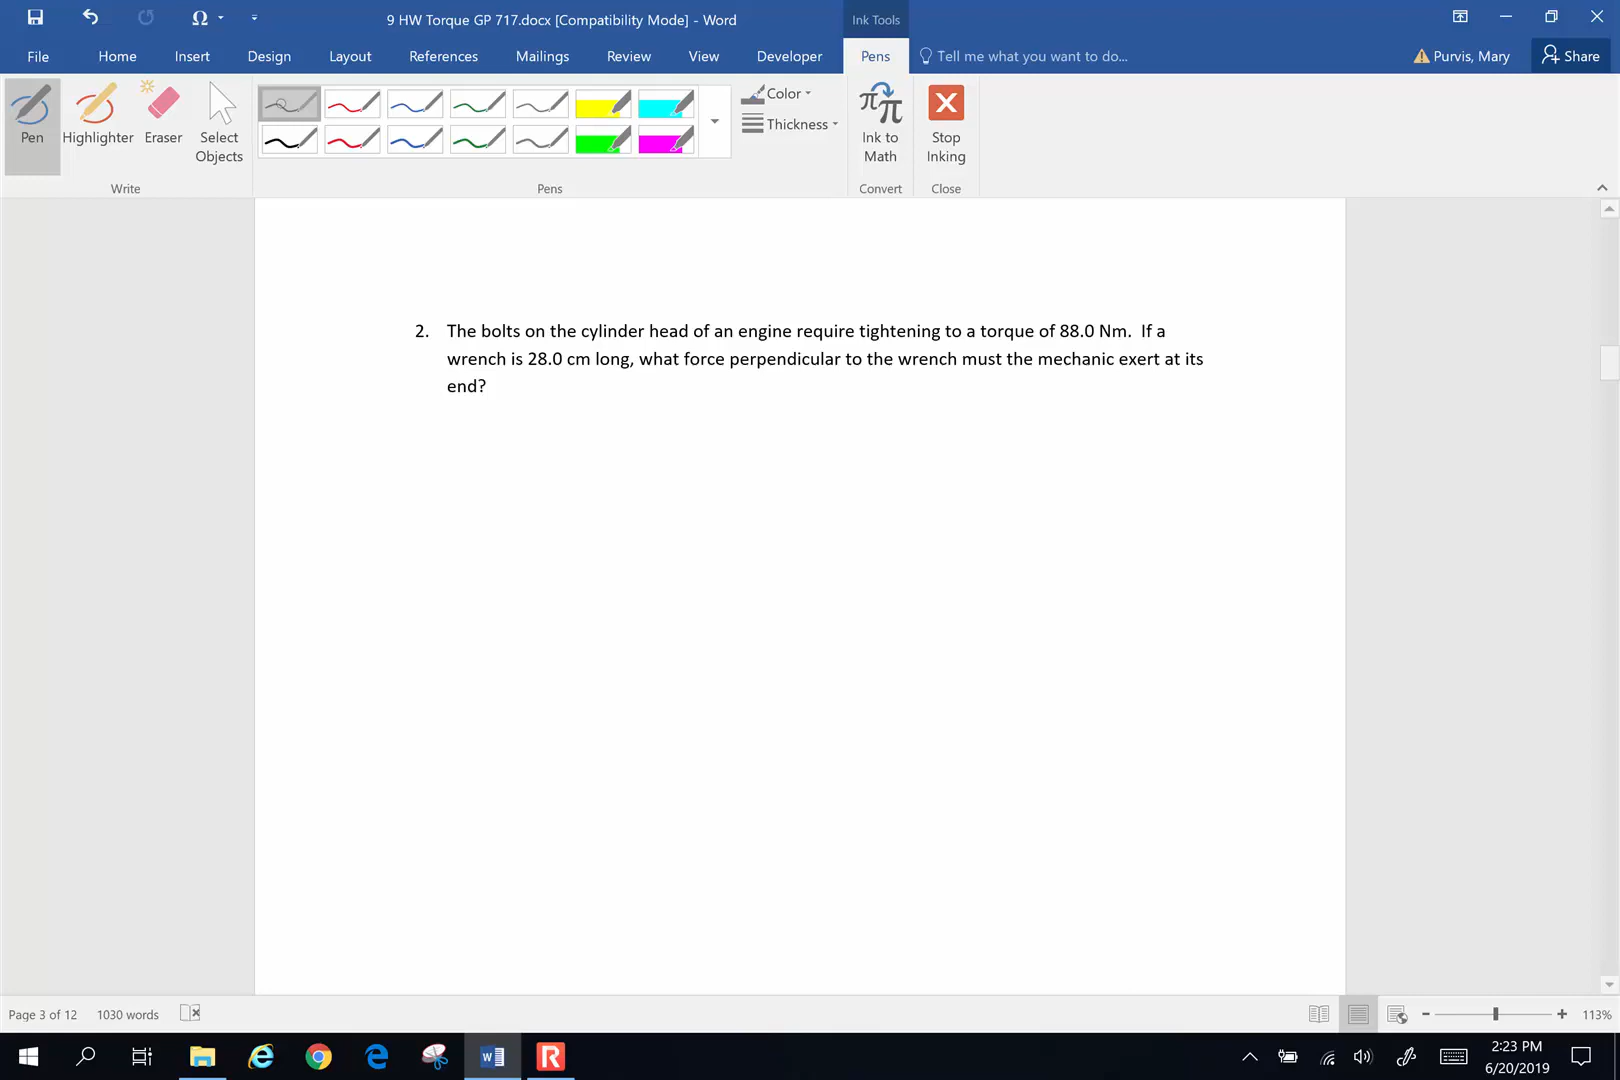 9 HW Torque GP 717.docx [Compatibility Mode] - Word
Ink Tools
File Home Insert Design Layout References Mailings Review View Developer Pens Tell me what you want to do... Purvis, Mary Share
Pen
Highlighter
Eraser
Select
Objects
Color
Thickness
Ink to
Math
Stop
Inking
Write
Pens
Convert
Close
2. The bolts on the cylinder head of an engine require tightening to a torque of 88.0 Nm. If a
wrench is 28.0 cm long, what force perpendicular to the wrench must the mechanic exert at its
end?
Page 3 of 12 1030 words 113%
2:23 PM
6/20/2019